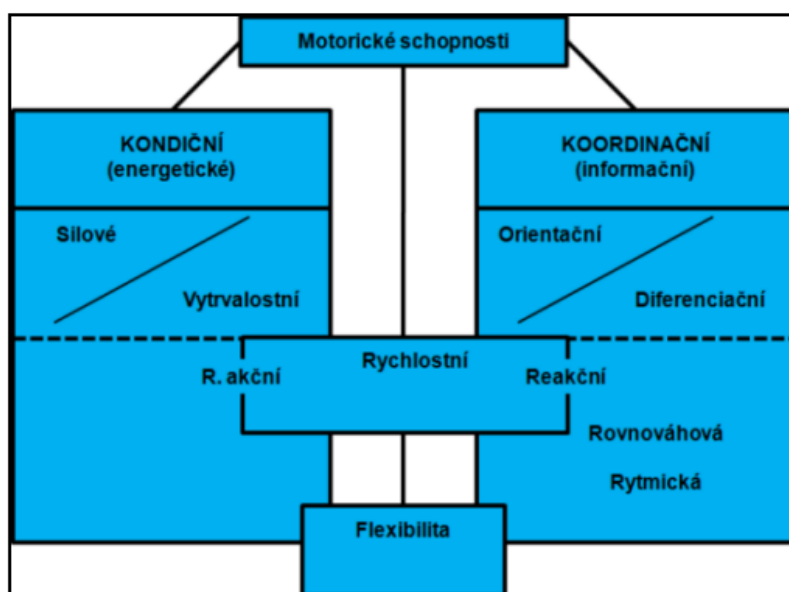 Motorické schopnosti
KONDIČNÍ
(energetické)
KOORDINAČNÍ
(informační)
Silové
Vytrvalostní
Orientační
Diferenciační
Rychlostní
R. akční
Reakční
Rovnováhová
Rytmická
Flexibilita